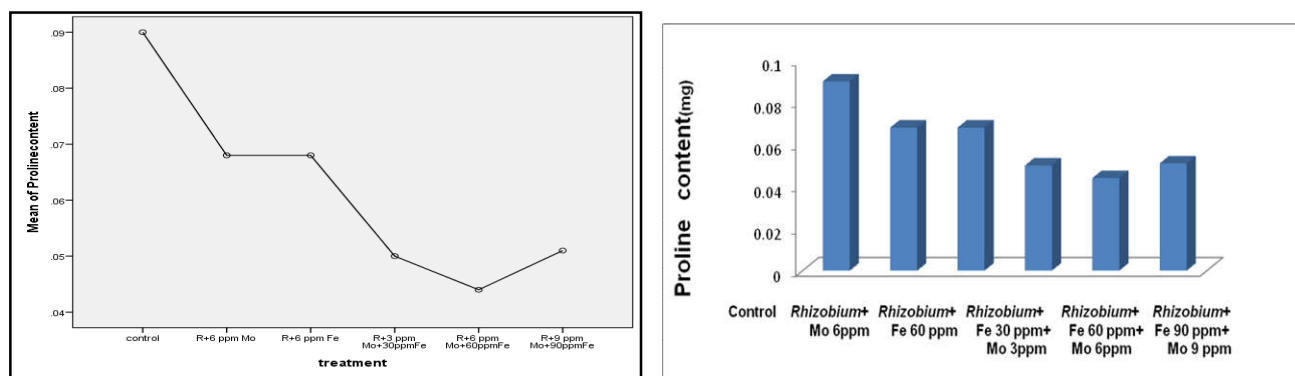 Mean of Prolinecontent
.09
.08
.07
.06
.05
.04
control
R+6 ppm Mo
R+6 ppm Fe
R+3 ppm
Mo+30ppmFe
R+6 ppm
Mo+60ppmFe
R+9 ppm
Mo+90ppmFe
treatment
Proline content(mg)
0.1
0.08
0.06
0.04
0.02
0
Control
Rhizobium+
Mo 6ppm
Rhizobium+
Fe 60 ppm
Rhizobium+
Fe 30 ppm+
Mo 3ppm
Rhizobium+
Fe 60 ppm+
Mo 6ppm
Rhizobium+
Fe 90 ppm+
Mo 9 ppm